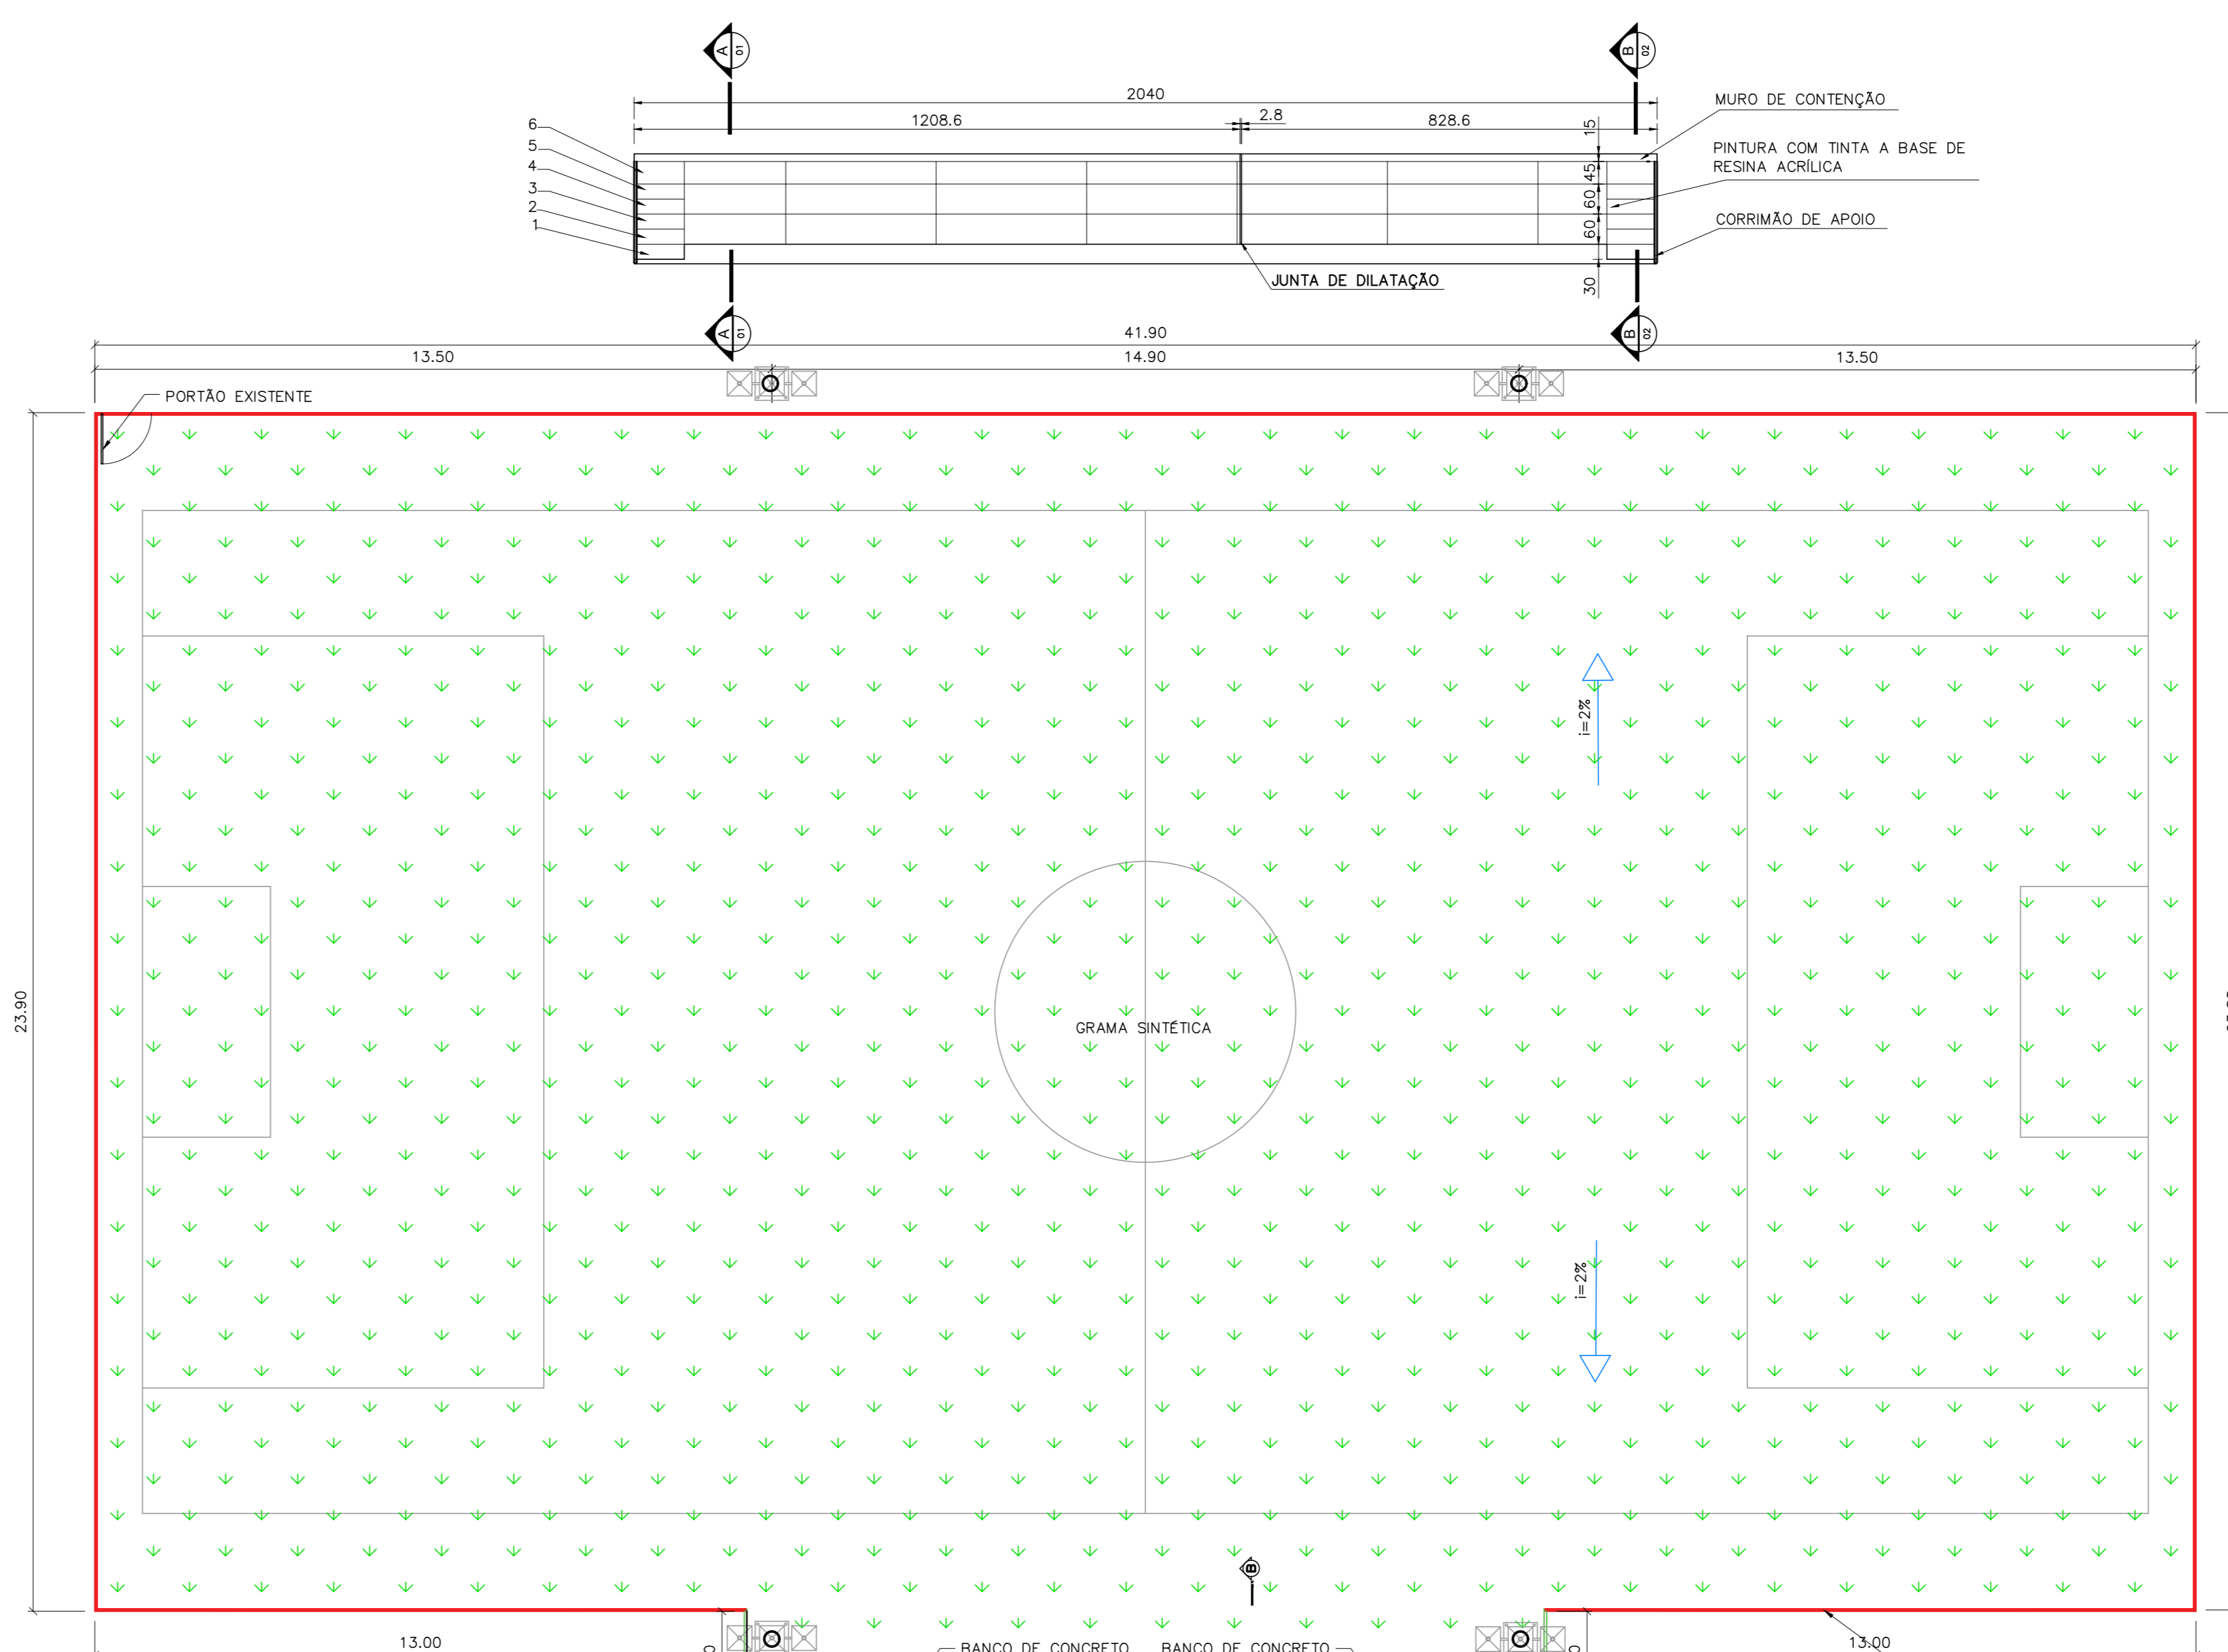 A
01
B
02
2040
1208.6
2.8
828.6
15
45
60
60
30
6
5
4
3
2
1
MURO DE CONTENÇÃO
PINTURA COM TINTA A BASE DE
RESINA ACRÍLICA
CORRIMÃO DE APOIO
JUNTA DE DILATAÇÃO
A
01
B
02
41.90
13.50
14.90
13.50
PORTÃO EXISTENTE
i=2%
23.90
GRAMA SINTÉTICA
i=2%
B
13.00
BANCO DE CONCRETO
BANCO DE CONCRETO
13.00